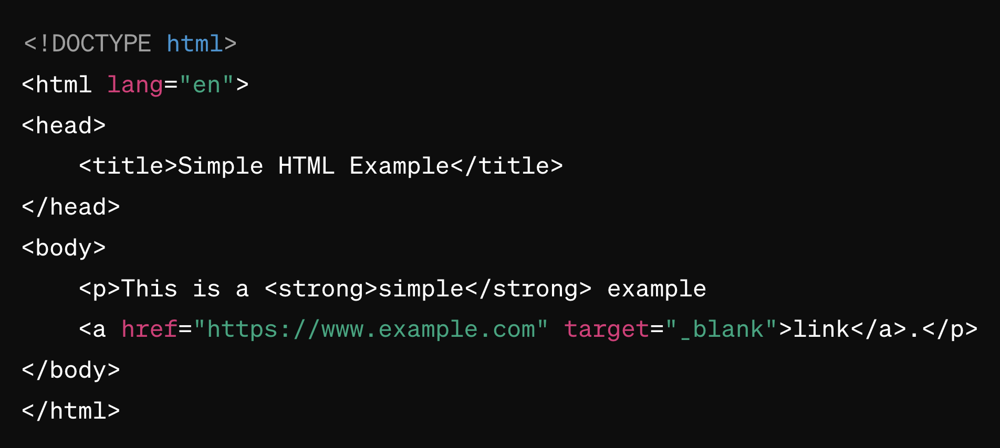 <!DOCTYPE html>
<html lang="en">
<head>
    <title>Simple HTML Example</title>
</head>
<body>
    <p>This is a <strong>simple</strong> example
    <a href="https://www.example.com" target="_blank">link</a>.</p>
</body>
</html>